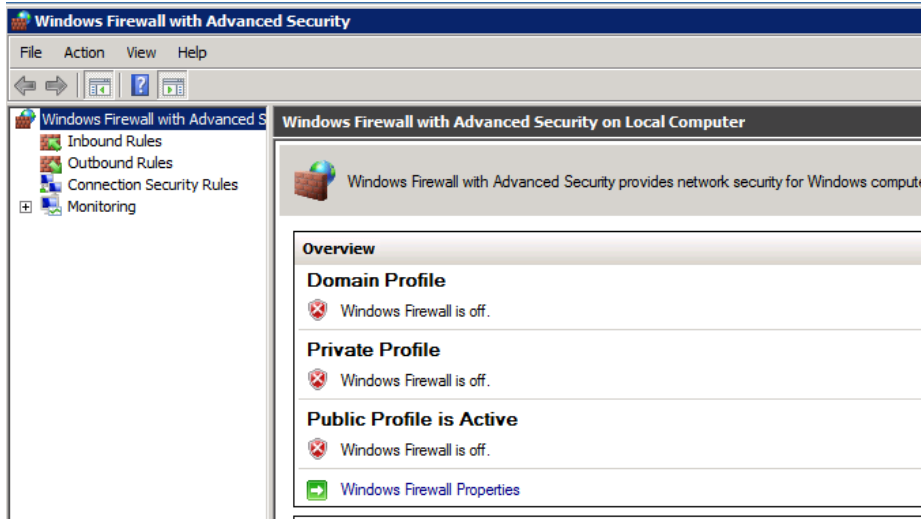 Windows Firewall with Advanced Security
File Action View Help
Windows Firewall with Advanced S
Inbound Rules
Outbound Rules
Connection Security Rules
Monitoring
Windows Firewall with Advanced Security on Local Computer
Windows Firewall with Advanced Security provides network security for Windows compute
Overview
Domain Profile
Windows Firewall is off.
Private Profile
Windows Firewall is off.
Public Profile is Active
Windows Firewall is off.
Windows Firewall Properties